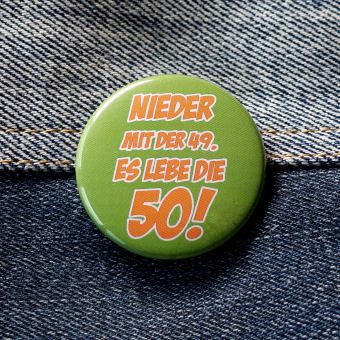 NIEDER
MIT DER 49.
ES LEBE DIE
50!